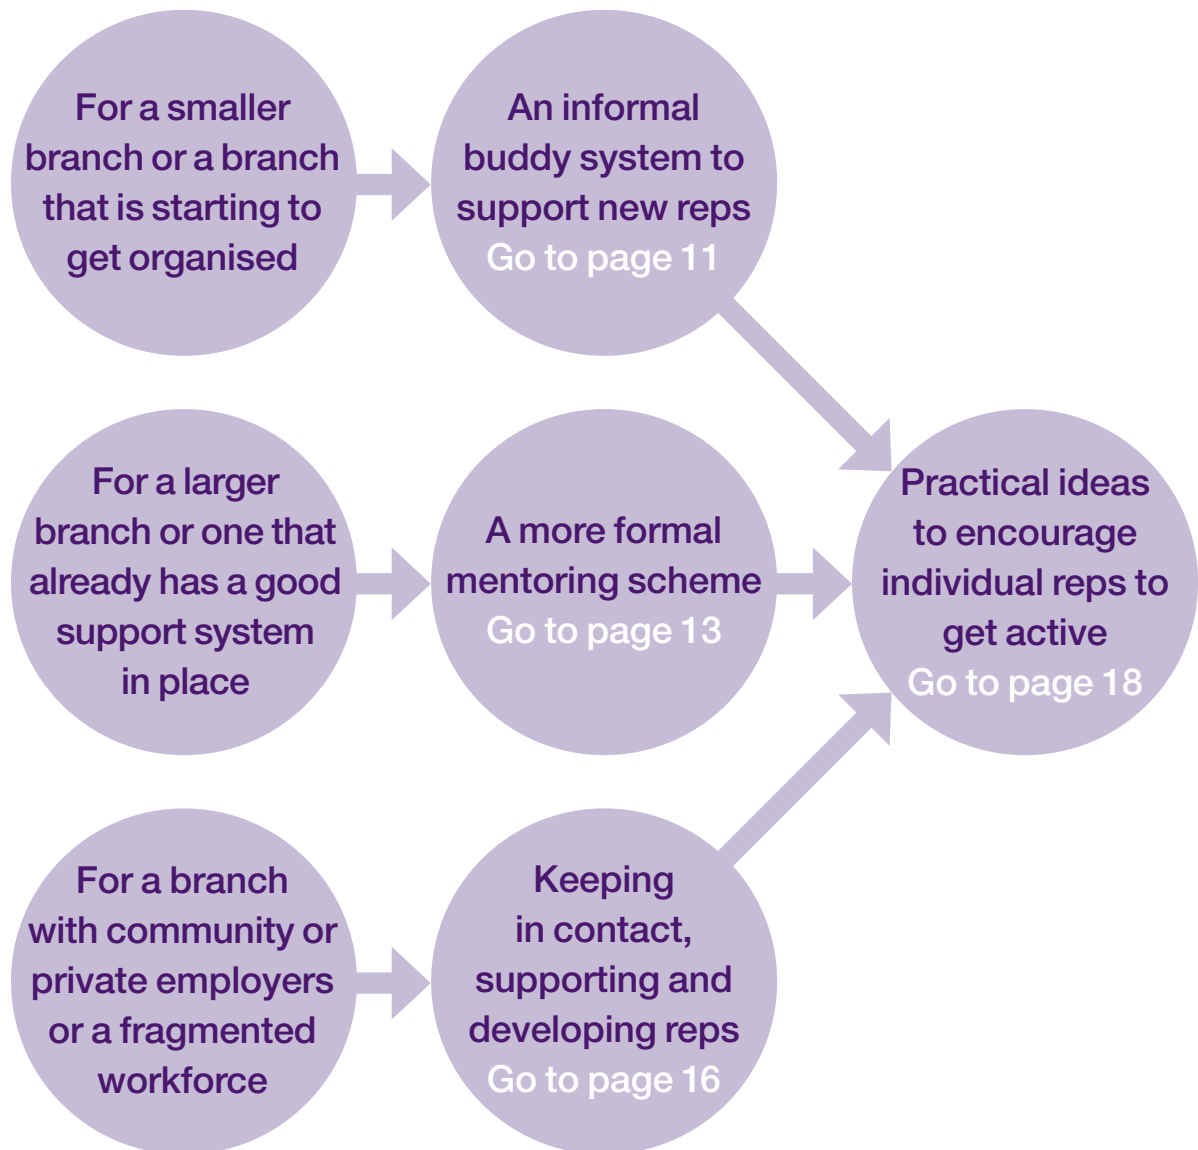 For a smaller
branch or a branch
that is starting to
get organised
An informal
buddy system to
support new reps
Go to page 11
For a larger
branch or one that
already has a good
support system
in place
A more formal
mentoring scheme
Go to page 13
Practical ideas
to encourage
individual reps to
get active
Go to page 18
For a branch
with community or
private employers
or a fragmented
workforce
Keeping
in contact,
supporting and
developing reps
Go to page 16